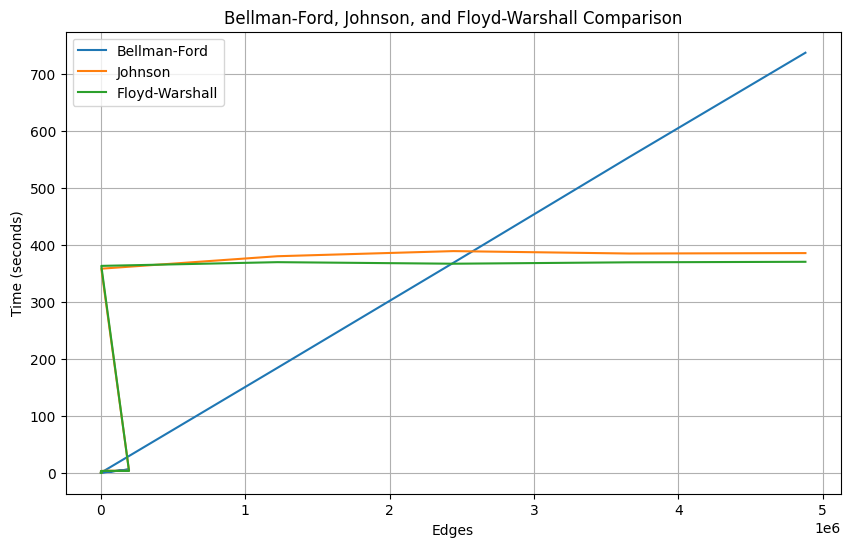 Bellman-Ford, Johnson, and Floyd-Warshall Comparison
Bellman-Ford
Johnson
Floyd-Warshall
Time (seconds)
700
600
500
400
300
200
100
0
0 1 2 3 4 5
1e6
Edges